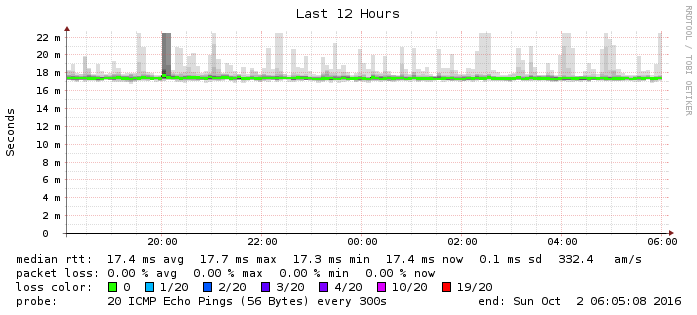 Last 12 Hours
RRDTOOL / TOBI OETIKER
Seconds
22 m
20 m
18 m
16 m
14 m
12 m
10 m
8 m
6 m
4 m
2 m
0
20:00 22:00 00:00 02:00 04:00 06:00
median rtt: 17.4 ms avg 17.7 ms max 17.3 ms min 17.4 ms now 0.1 ms sd 332.4 am/s
packet loss: 0.00 % avg 0.00 % max 0.00 % min 0.00 % now
loss color: 0 1/20 2/20 3/20 4/20 10/20 19/20
probe: 20 ICMP Echo Pings (56 Bytes) every 300s end: Sun Oct 2 06:05:08 2016